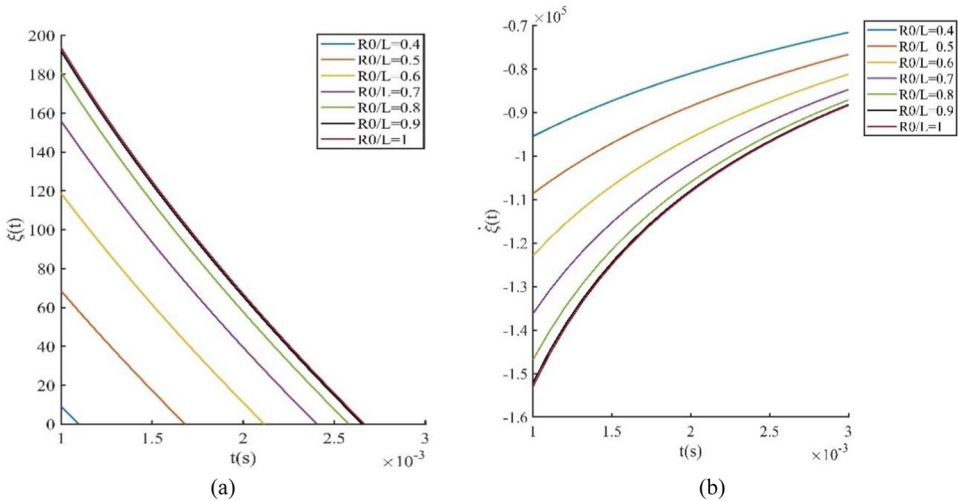 200
180
160
140
120
100
80
60
40
20
0
ξ(t)
1
1.5
2
2.5
3
t(s)
×10⁻³
R0/L=0.4
R0/L=0.5
R0/L=0.6
R0/L=0.7
R0/L=0.8
R0/L=0.9
R0/L=1
(a)
×10⁵
-0.7
-0.8
-0.9
-1
-1.1
-1.2
-1.3
-1.4
-1.5
-1.6
ξ̇(t)
1
1.5
2
2.5
3
t(s)
×10⁻³
R0/L=0.4
R0/L 0.5
R0/L=0.6
R0/L=0.7
R0/L=0.8
R0/L=0.9
R0/L=1
(b)